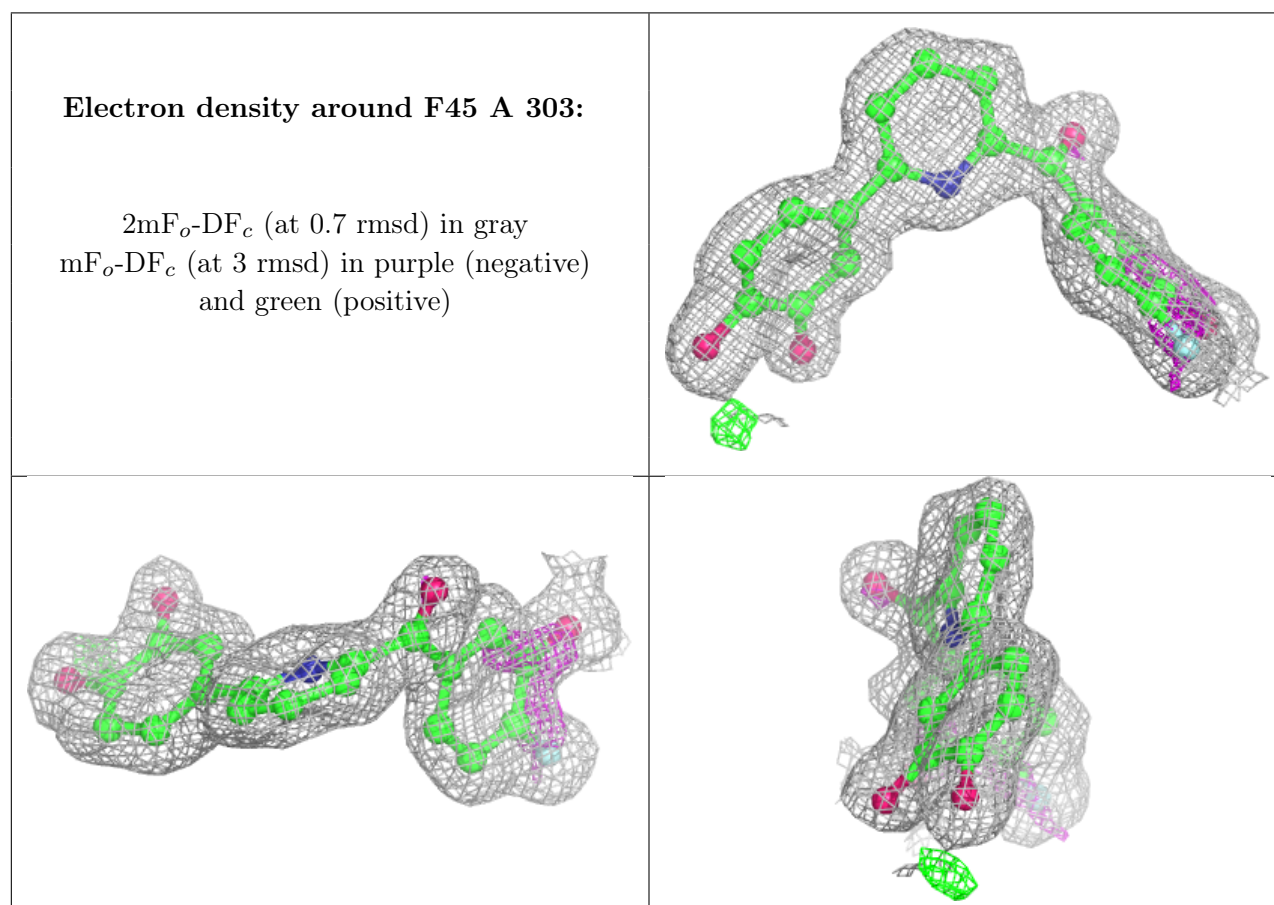 Electron density around F45 A 303:
2mFo-DFc (at 0.7 rmsd) in gray
mFo-DFc (at 3 rmsd) in purple (negative)
and green (positive)